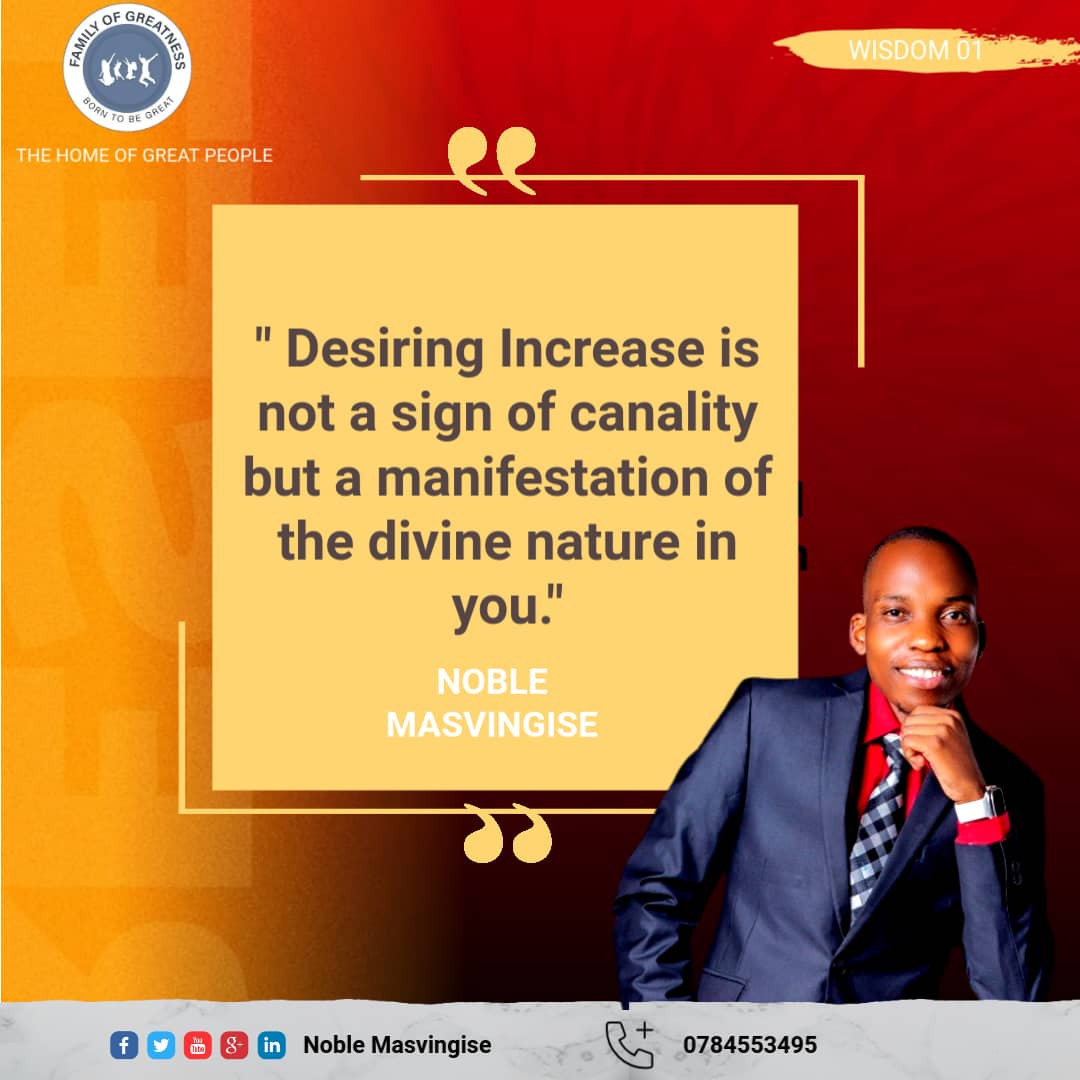 FAMILY OF GREATNESS
BORN TO BE GREAT
THE HOME OF GREAT PEOPLE
WISDOM 01
" Desiring Increase is
not a sign of canality
but a manifestation of
the divine nature in
you."
NOBLE
MASVINGISE
Noble Masvingise
0784553495